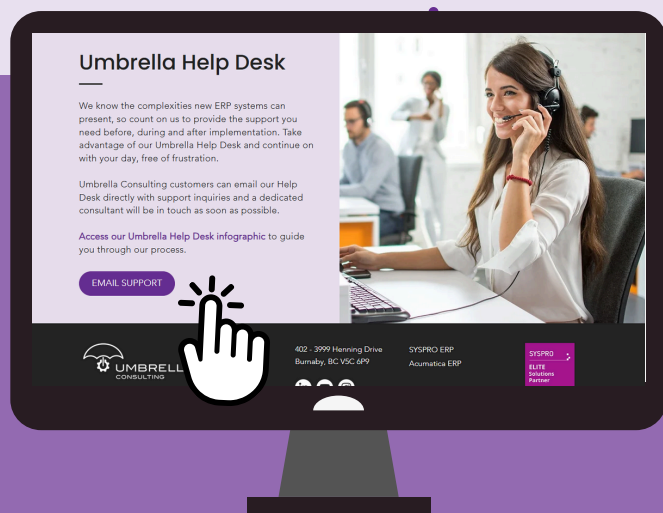 Umbrella Help Desk
We know the complexities new ERP systems can
present, so count on us to provide the support you
need before, during and after implementation. Take
advantage of our Umbrella Help Desk and continue on
with your day, free of frustration.
Umbrella Consulting customers can email our Help
Desk directly with support inquiries and a dedicated
consultant will be in touch as soon as possible.
Access our Umbrella Help Desk infographic to guide
you through our process.
EMAIL SUPPORT
UMBRELL
CONSULTING
402 - 3999 Henning Drive
Burnaby, BC V5C 6P9
SYSPRO ERP
Acumatica ERP
SYSPRO
ELITE
Solutions
Partner